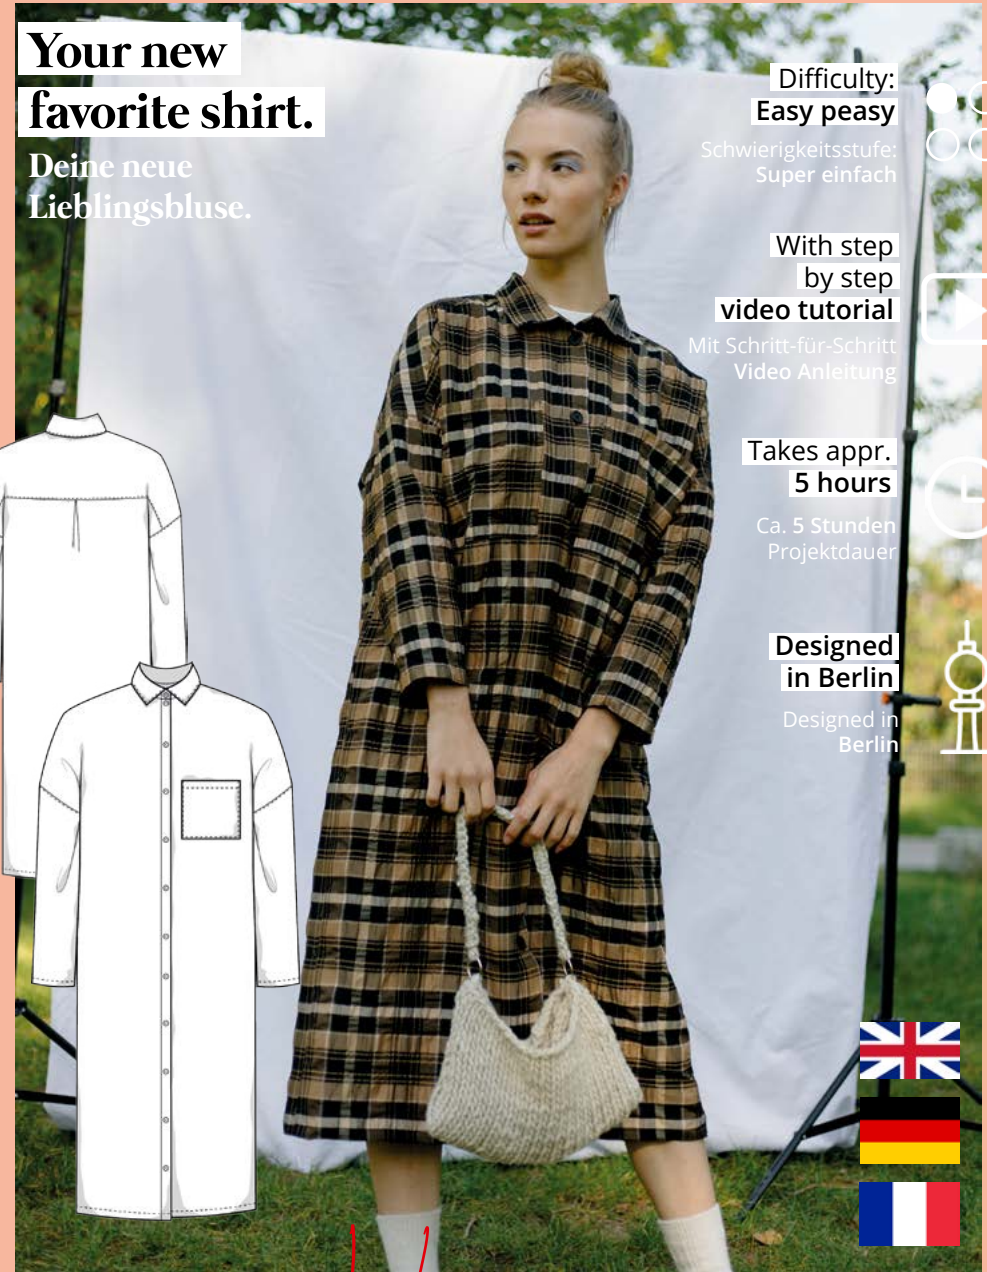 Your new
favorite shirt.
Deine neue
Lieblingsbluse.
Difficulty:
Easy peasy
Schwierigkeitsstufe:
Super einfach
With step
by step
video tutorial
Mit Schritt-für-Schritt
Video Anleitung
Takes appr.
5 hours
Ca. 5 Stunden
Projektdauer
Designed
in Berlin
Designed in
Berlin